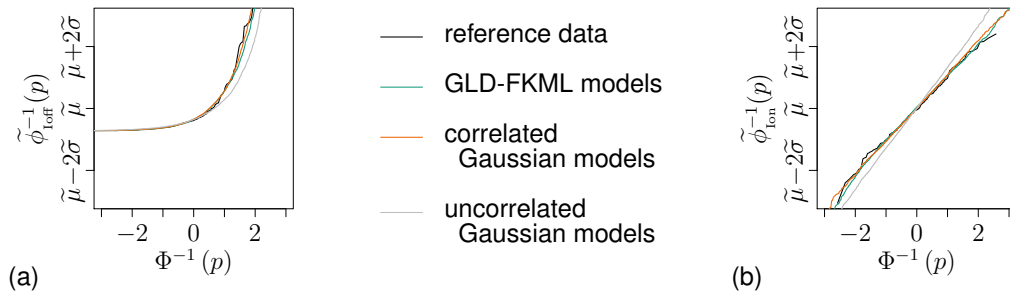 μ̃−2σ̃ μ̃ μ̃+2σ̃
ϕ̃⁻¹_Ioff (p)
−2 0 2
Φ⁻¹ (p)
(a)
reference data
GLD-FKML models
correlated
Gaussian models
uncorrelated
Gaussian models
μ̃−2σ̃ μ̃ μ̃+2σ̃
ϕ̃⁻¹_Ion (p)
−2 0 2
Φ⁻¹ (p)
(b)